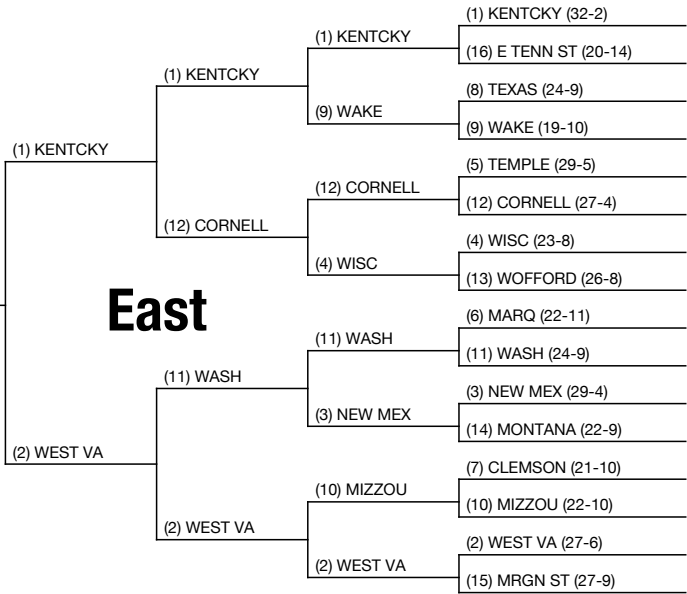 (1) KENTCKY (32-2)
(1) KENTCKY
(16) E TENN ST (20-14)
(1) KENTCKY
(8) TEXAS (24-9)
(9) WAKE
(9) WAKE (19-10)
(1) KENTCKY
(5) TEMPLE (29-5)
(12) CORNELL
(12) CORNELL (27-4)
(12) CORNELL
(4) WISC (23-8)
(4) WISC
(13) WOFFORD (26-8)
East
(6) MARQ (22-11)
(11) WASH
(11) WASH (24-9)
(11) WASH
(3) NEW MEX (29-4)
(3) NEW MEX
(14) MONTANA (22-9)
(2) WEST VA
(7) CLEMSON (21-10)
(10) MIZZOU
(10) MIZZOU (22-10)
(2) WEST VA
(2) WEST VA (27-6)
(2) WEST VA
(15) MRGN ST (27-9)